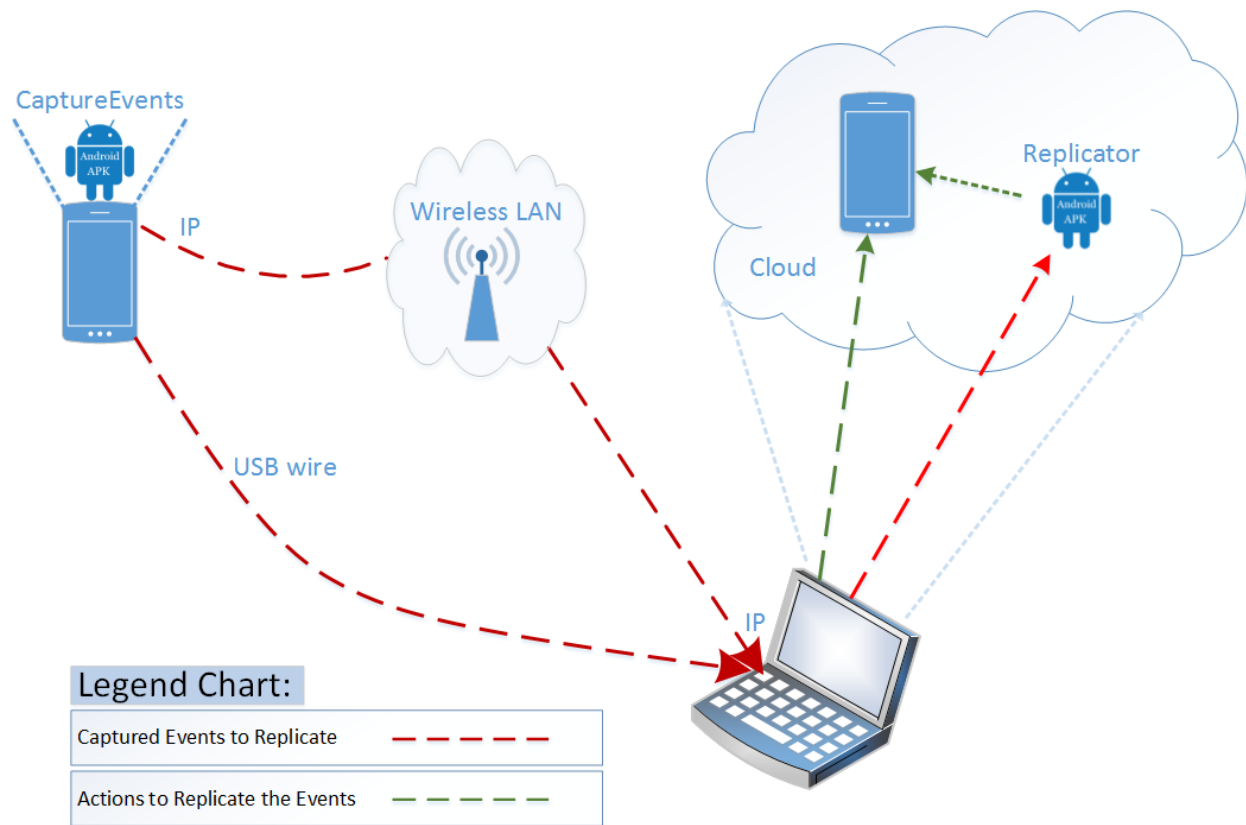 CaptureEvents
Android
APK
IP
Wireless LAN
Replicator
Android
APK
Cloud
USB wire
IP
Legend Chart:
Captured Events to Replicate
Actions to Replicate the Events